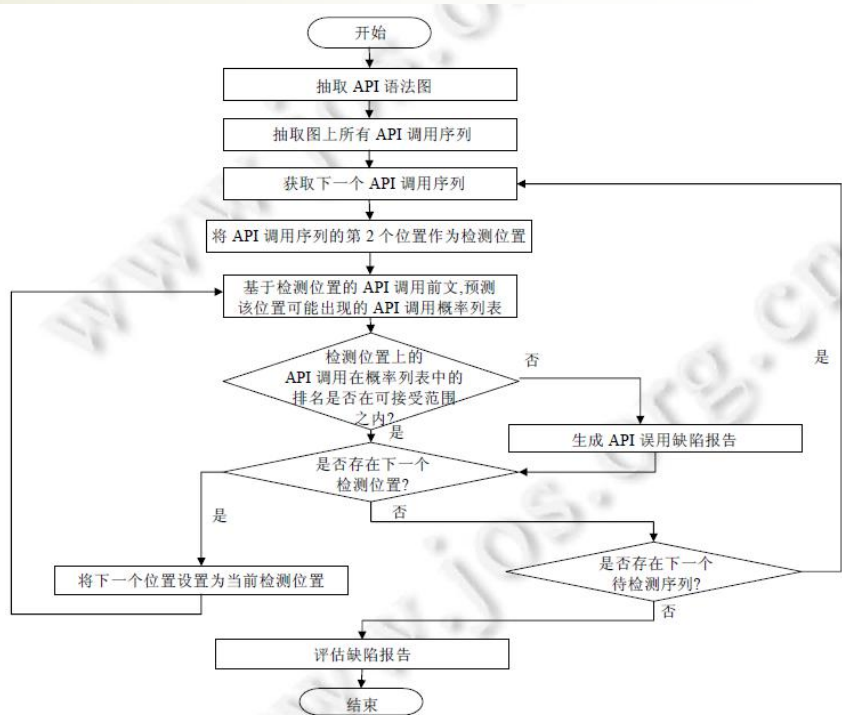 开始
抽取 API 语法图
抽取图上所有 API 调用序列
获取下一个 API 调用序列
将 API 调用序列的第 2 个位置作为检测位置
基于检测位置的 API 调用前文,预测
该位置可能出现的 API 调用概率列表
检测位置上的
API 调用在概率列表中的
排名是否在可接受范围
之内?
否
是
是
生成 API 误用缺陷报告
是否存在下一个
检测位置?
是
否
将下一个位置设置为当前检测位置
是否存在下一个
待检测序列?
否
评估缺陷报告
结束
www.jos.org.cn
www.jos.org.cn